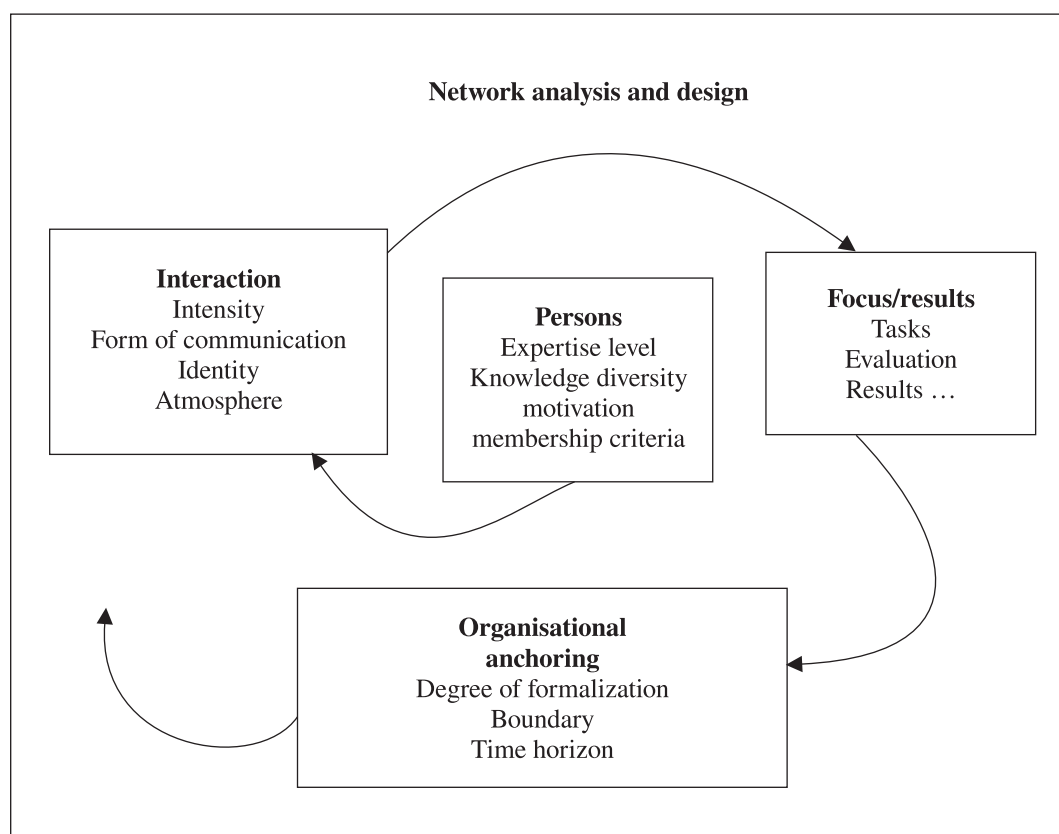 Network analysis and design
Interaction
Intensity
Form of communication
Identity
Atmosphere
Persons
Expertise level
Knowledge diversity
motivation
membership criteria
Focus/results
Tasks
Evaluation
Results …
Organisational
anchoring
Degree of formalization
Boundary
Time horizon